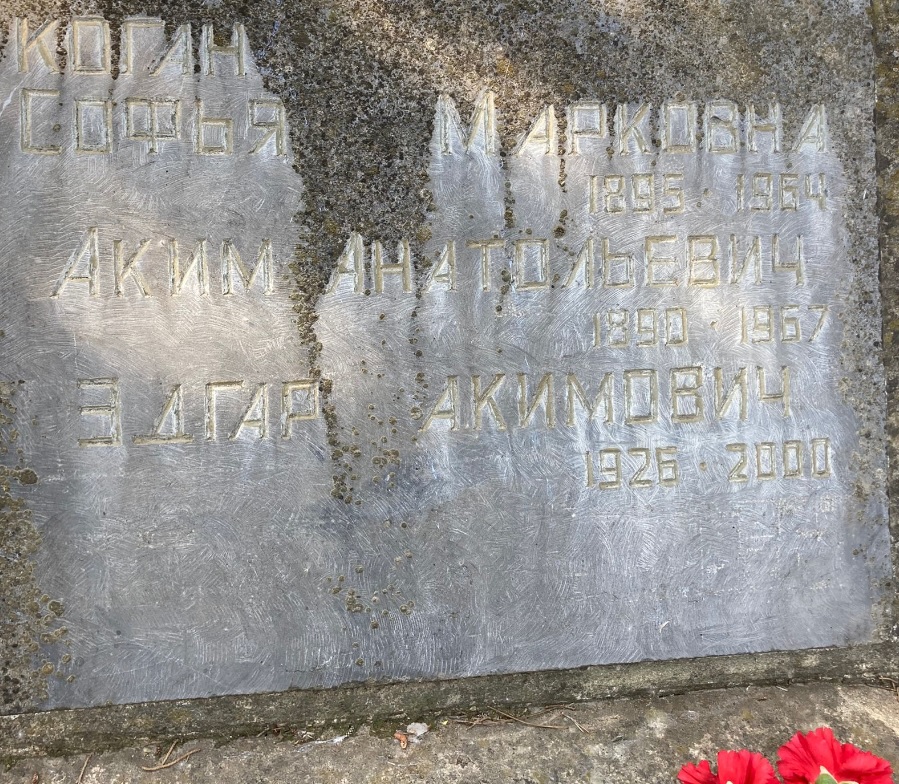 КОГАН
СОФЬЯ МАРКОВНА
1895 · 1964
АКИМ АНАТОЛЬЕВИЧ
1890 · 1967
ЭДГАР АКИМОВИЧ
1926 · 2000